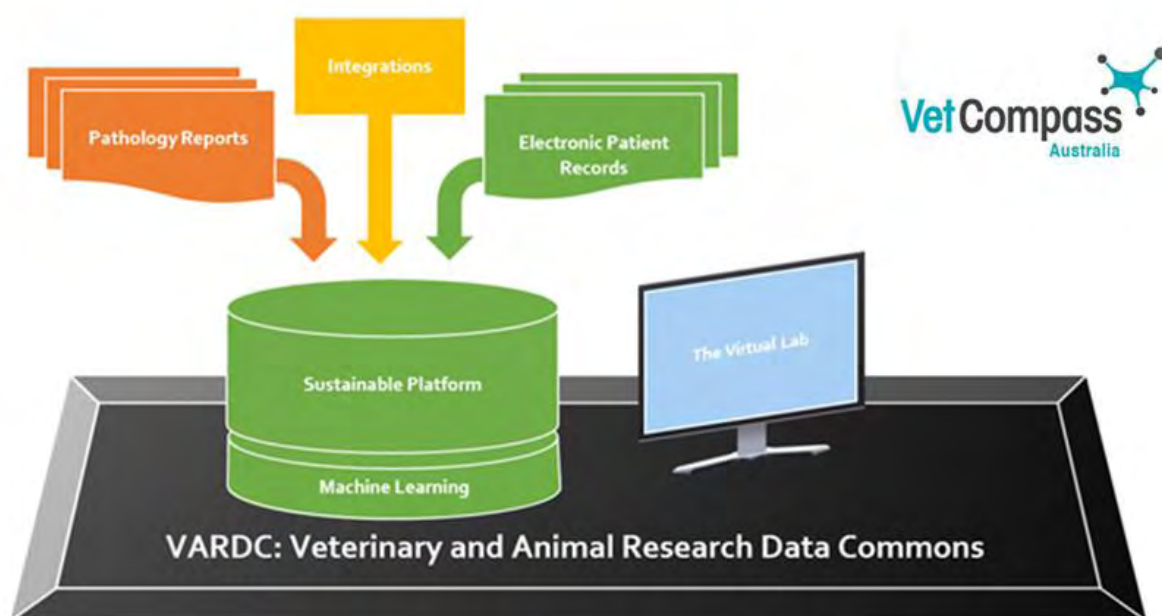 Integrations
Pathology Reports
Electronic Patient
Records
VetCompass
Australia
Sustainable Platform
The Virtual Lab
Machine Learning
VARDC: Veterinary and Animal Research Data Commons